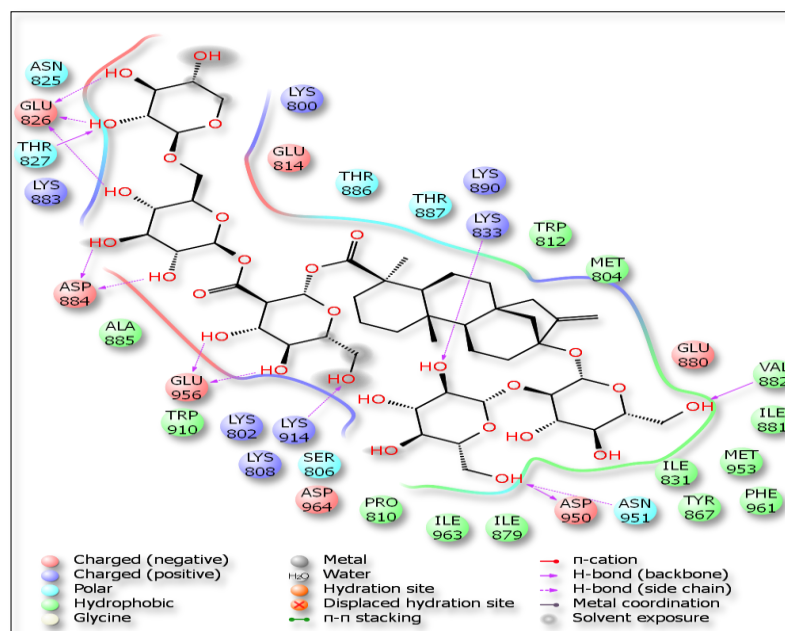 OH
ASN
825
HO
O
GLU
826
HO
THR
827
O
O
LYS
883
HO
O
HO
HO
O
ASP
884
O
O
O
O
ALA
885
HO
HO
HO
GLU
956
TRP
910
LYS
802
LYS
914
LYS
808
SER
806
ASP
964
LYS
800
GLU
814
THR
886
THR
887
LYS
890
LYS
833
TRP
812
MET
804
GLU
880
VAL
882
ILE
881
MET
953
ILE
831
TYR
867
PHE
961
HO
O
O
HO
O
O
HO
HO
HO
OH
OH
HO
PRO
810
ILE
963
ILE
879
ASP
950
ASN
951
Charged (negative)
Charged (positive)
Polar
Hydrophobic
Glycine
Metal
H₂O Water
Hydration site
Displaced hydration site
π-π stacking
π-cation
H-bond (backbone)
H-bond (side chain)
Metal coordination
Solvent exposure